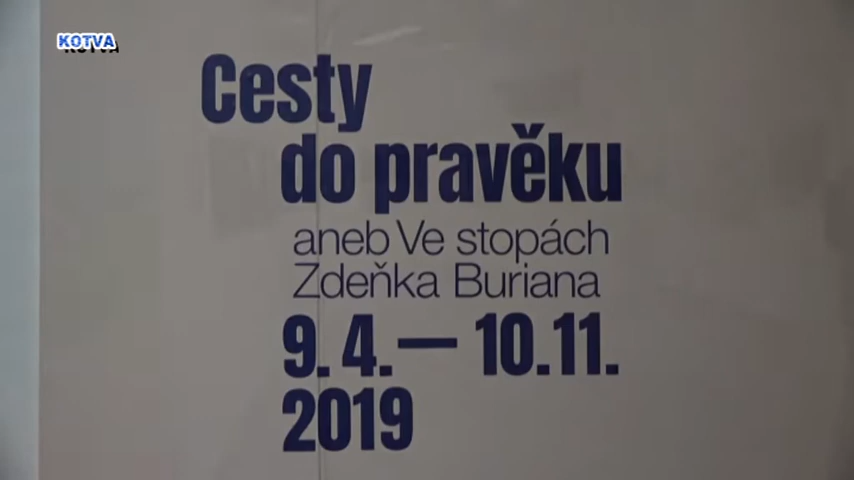 KOTVA
Cesty
do pravěku
aneb Ve stopách
Zdeňka Buriana
9. 4. — 10. 11.
2019